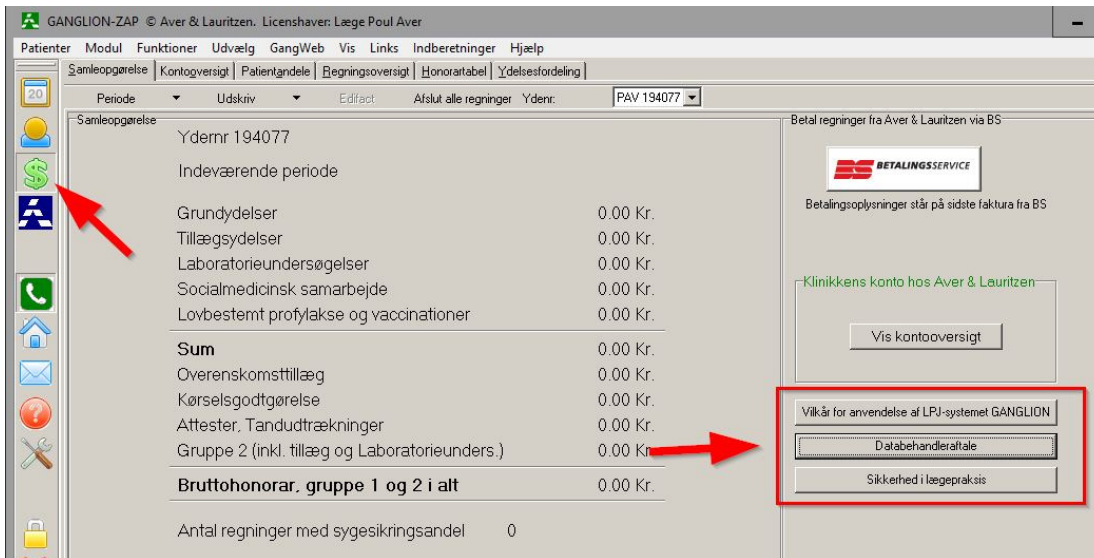 GANGLION-ZAP © Aver & Lauritzen. Licenshaver: Læge Poul Aver
Patienter Modul Funktioner Udvælg GangWeb Vis Links Indberetninger Hjælp
Samleopgørelse Kontooversigt Patientandele Regningsoversigt Honorartabel Ydelsesfordeling
Periode Udskriv Edifact Afslut alle regninger Ydenr: PAV 194077
20
Samleopgørelse
Ydernr 194077
Indeværende periode
Grundydelser 0.00 Kr.
Tillægsydelser 0.00 Kr.
Laboratorieundersøgelser 0.00 Kr.
Socialmedicinsk samarbejde 0.00 Kr.
Lovbestemt profylakse og vaccinationer 0.00 Kr.
Sum 0.00 Kr.
Overenskomsttillæg 0.00 Kr.
Kørselsgodtgørelse 0.00 Kr.
Attester, Tandudtrækninger 0.00 Kr.
Gruppe 2 (inkl. tillæg og Laboratorieunders.) 0.00 Kr.
Bruttohonorar, gruppe 1 og 2 i alt 0.00 Kr.
Antal regninger med sygesikringsandel 0
Betal regninger fra Aver & Lauritzen via BS
BS BETALINGSSERVICE
Betalingsoplysninger står på sidste faktura fra BS
Klinikkens konto hos Aver & Lauritzen
Vis kontooversigt
Vilkår for anvendelse af LPJ-systemet GANGLION
Databehandleraftale
Sikkerhed i lægepraksis